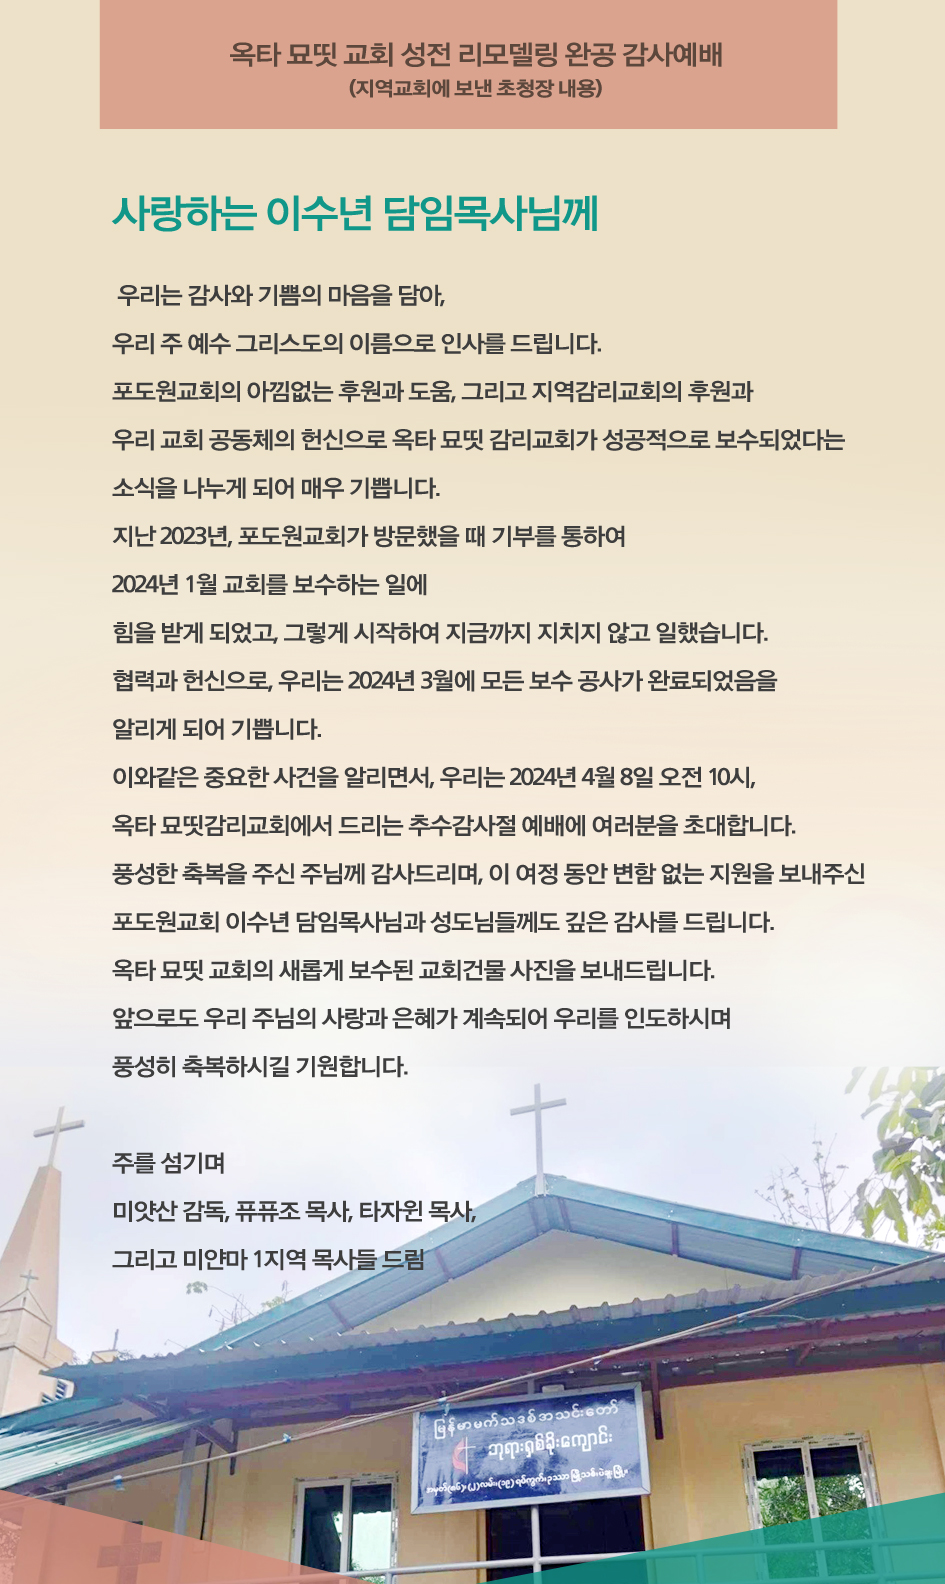 옥타 묘띳 교회 성전 리모델링 완공 감사예배
(지역교회에 보낸 초청장 내용)
사랑하는 이수년 담임목사님께
우리는 감사와 기쁨의 마음을 담아,
우리 주 예수 그리스도의 이름으로 인사를 드립니다.
포도원교회의 아낌없는 후원과 도움, 그리고 지역감리교회의 후원과
우리 교회 공동체의 헌신으로 옥타 묘띳 감리교회가 성공적으로 보수되었다는
소식을 나누게 되어 매우 기쁩니다.
지난 2023년, 포도원교회가 방문했을 때 기부를 통하여
2024년 1월 교회를 보수하는 일에
힘을 받게 되었고, 그렇게 시작하여 지금까지 지치지 않고 일했습니다.
협력과 헌신으로, 우리는 2024년 3월에 모든 보수 공사가 완료되었음을
알리게 되어 기쁩니다.
이와같은 중요한 사건을 알리면서, 우리는 2024년 4월 8일 오전 10시,
옥타 묘띳감리교회에서 드리는 추수감사절 예배에 여러분을 초대합니다.
풍성한 축복을 주신 주님께 감사드리며, 이 여정 동안 변함 없는 지원을 보내주신
포도원교회 이수년 담임목사님과 성도님들께도 깊은 감사를 드립니다.
옥타 묘띳 교회의 새롭게 보수된 교회건물 사진을 보내드립니다.
앞으로도 우리 주님의 사랑과 은혜가 계속되어 우리를 인도하시며
풍성히 축복하시길 기원합니다.
주를 섬기며
미얏산 감독, 퓨퓨조 목사, 타자윈 목사,
그리고 미얀마 1지역 목사들 드림
မြန်မာမက်သဒစ်အသင်းတော်
ဘုရားရှစ်ခိုးကျောင်း